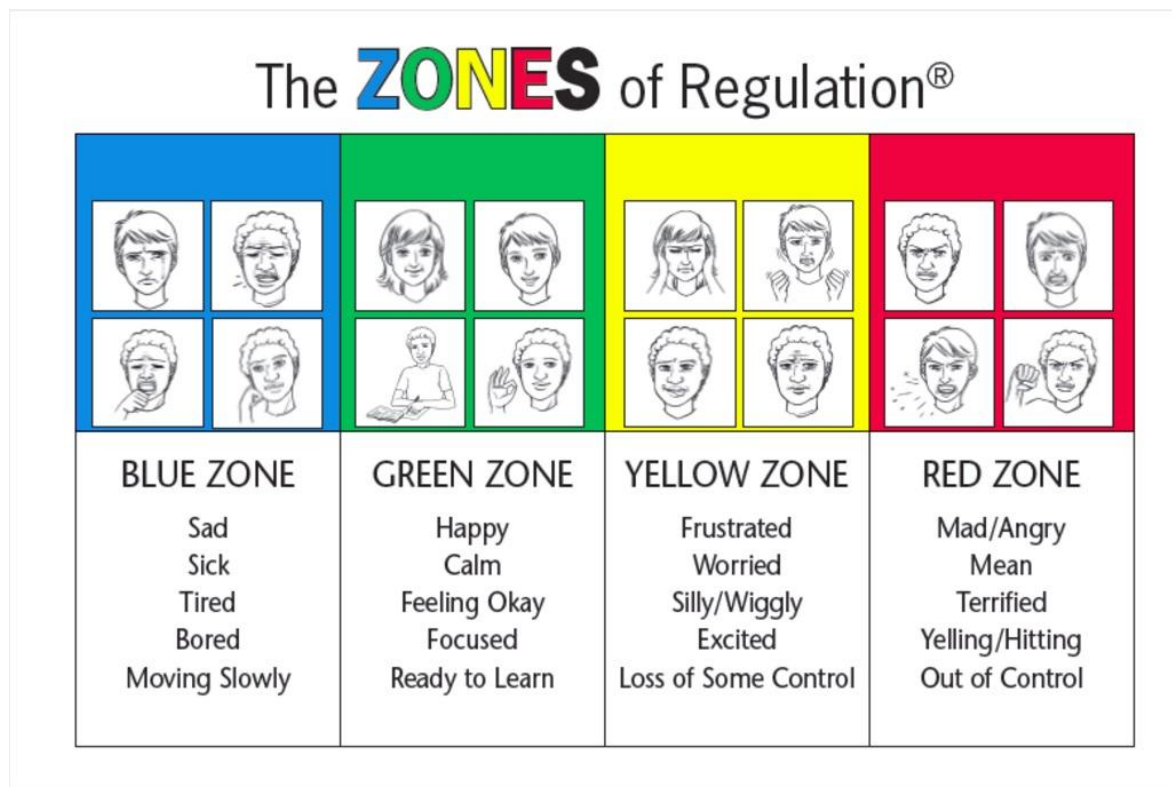 The ZONES of Regulation®
BLUE ZONE
Sad
Sick
Tired
Bored
Moving Slowly
GREEN ZONE
Happy
Calm
Feeling Okay
Focused
Ready to Learn
YELLOW ZONE
Frustrated
Worried
Silly/Wiggly
Excited
Loss of Some Control
RED ZONE
Mad/Angry
Mean
Terrified
Yelling/Hitting
Out of Control